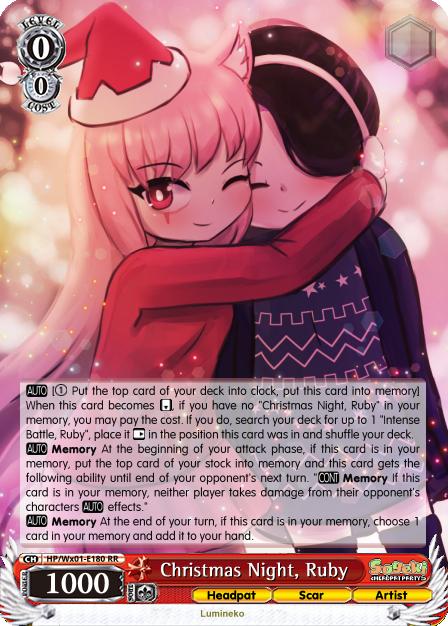 LEVEL
0
0
COST
AUTO [① Put the top card of your deck into clock, put this card into memory]
When this card becomes , if you have no "Christmas Night, Ruby" in your
memory, you may pay the cost. If you do, search your deck for up to 1 "Intense
Battle, Ruby", place it in the position this card was in and shuffle your deck.
AUTO Memory At the beginning of your attack phase, if this card is in your
memory, put the top card of your stock into memory and this card gets the
following ability until end of your opponent's next turn. "CONT Memory If this
card is in your memory, neither player takes damage from their opponent's
characters AUTO effects."
AUTO Memory At the end of your turn, if this card is in your memory, choose 1
card in your memory and add it to your hand.
CH HP/Wx01-E180 RR
POWER 1000 SOUL Christmas Night, Ruby
HEADPAT PARTY
Headpat Scar Artist
Lumineko